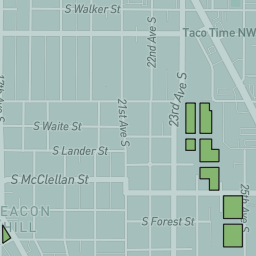 S Walker St
22nd Ave S
Taco Time NW
23rd Ave S
21st Ave S
S Waite St
S Lander St
S McClellan St
EACON
HILL
S Forest St
25th Ave S